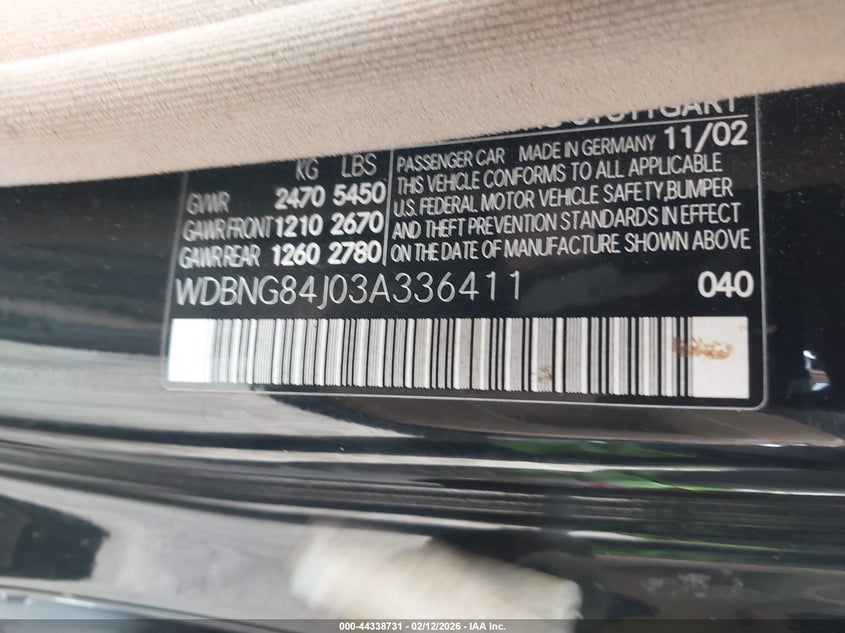 STUTTGART
PASSENGER CAR MADE IN GERMANY 11/02
THIS VEHICLE CONFORMS TO ALL APPLICABLE
U.S. FEDERAL MOTOR VEHICLE SAFETY,BUMPER
AND THEFT PREVENTION STANDARDS IN EFFECT
ON THE DATE OF MANUFACTURE SHOWN ABOVE
KG LBS
GVWR 2470 5450
GAWR FRONT 1210 2670
GAWR REAR 1260 2780
WDBNG84J03A336411 040
000-44338731 - 02/12/2026 - IAA Inc.